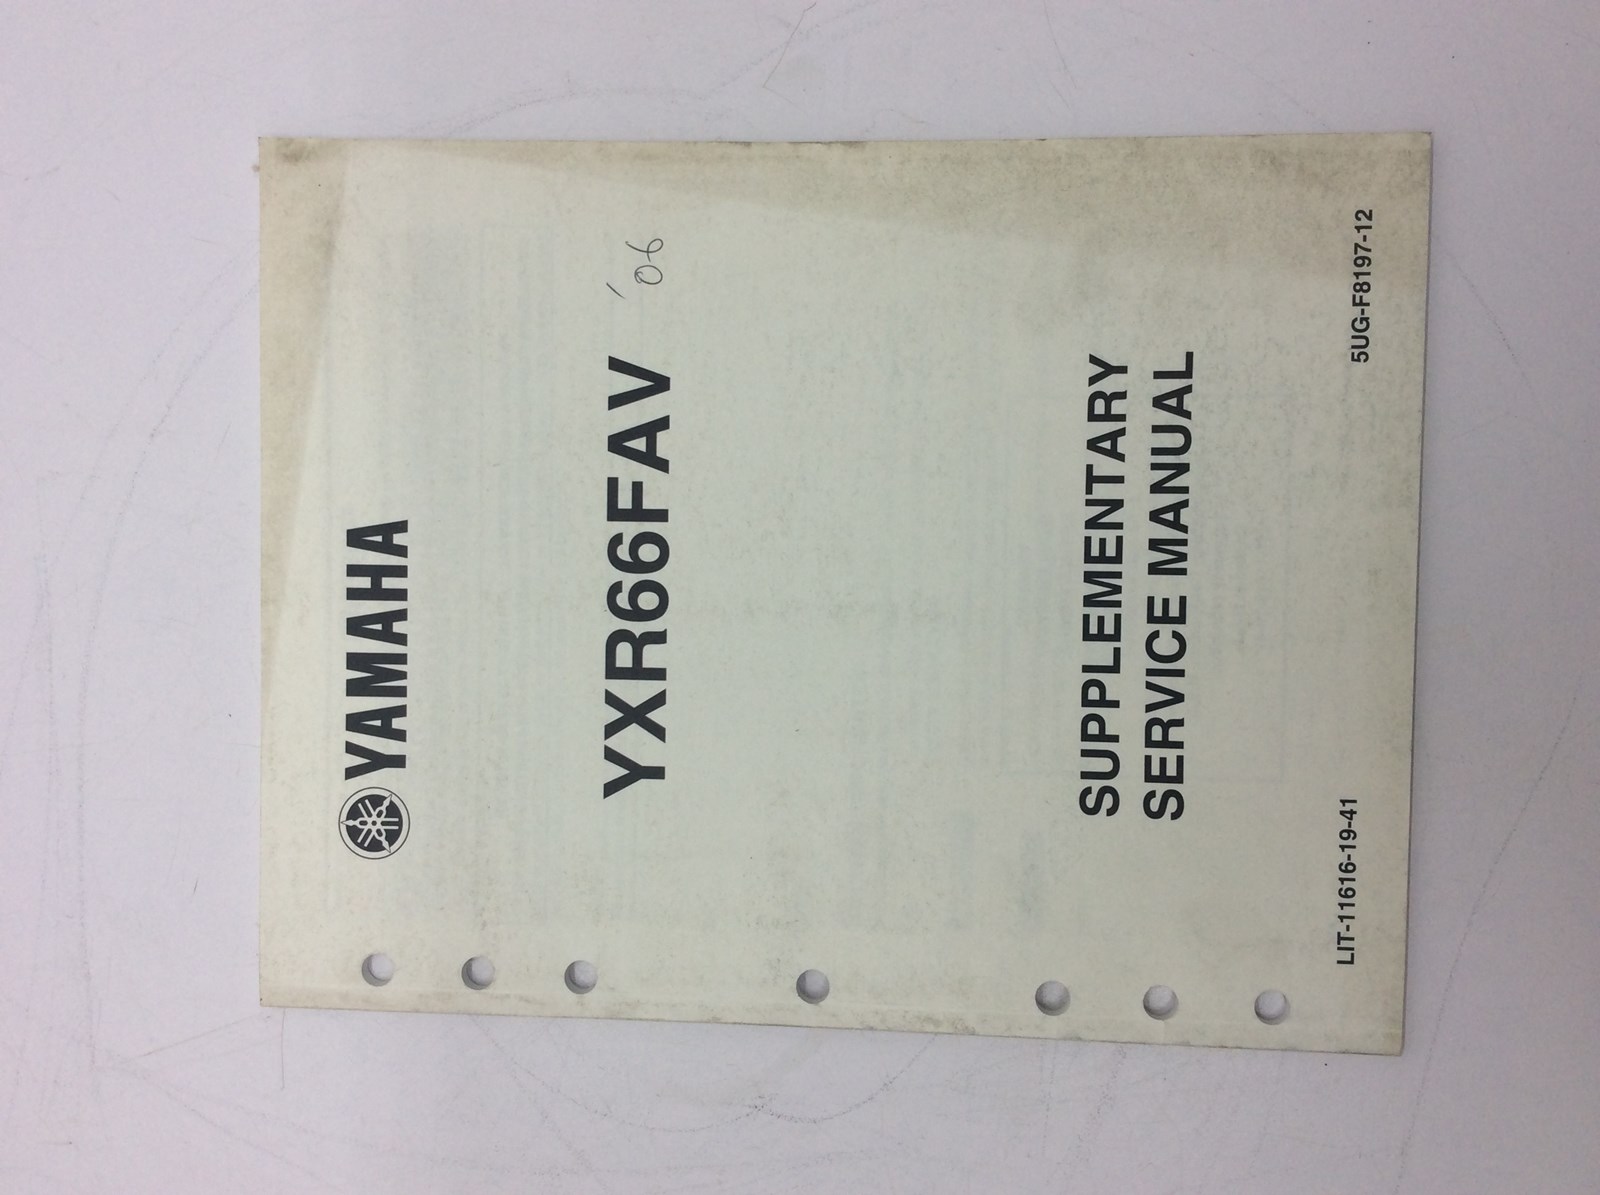 YAMAHA
YXR66FAV '06
SUPPLEMENTARY
SERVICE MANUAL
LIT-11616-19-41
5UG-F8197-12